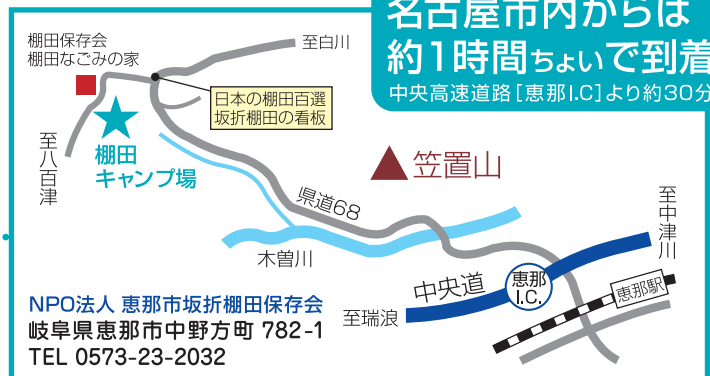 名古屋市内からは
約1時間ちょいで到着
中央高速道路[恵那I.C]より約30分
棚田保存会
棚田なごみの家
至白川
日本の棚田百選
坂折棚田の看板
至八百津
棚田
キャンプ場
笠置山
県道68
木曽川
至中津川
中央道
恵那
I.C.
恵那駅
至瑞浪
NPO法人 恵那市坂折棚田保存会
岐阜県恵那市中野方町 782-1
TEL 0573-23-2032